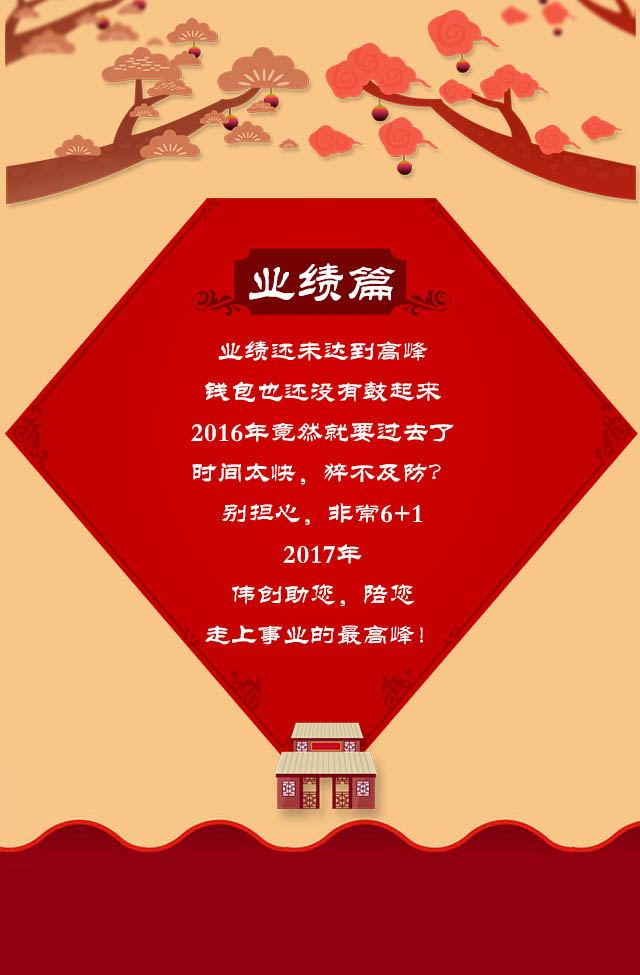 业绩篇
业绩还未达到高峰
钱包也还没有鼓起来
2016年竟然就要过去了
时间太快，猝不及防？
别担心，非常6+1
2017年
伟创助您，陪您
走上事业的最高峰！